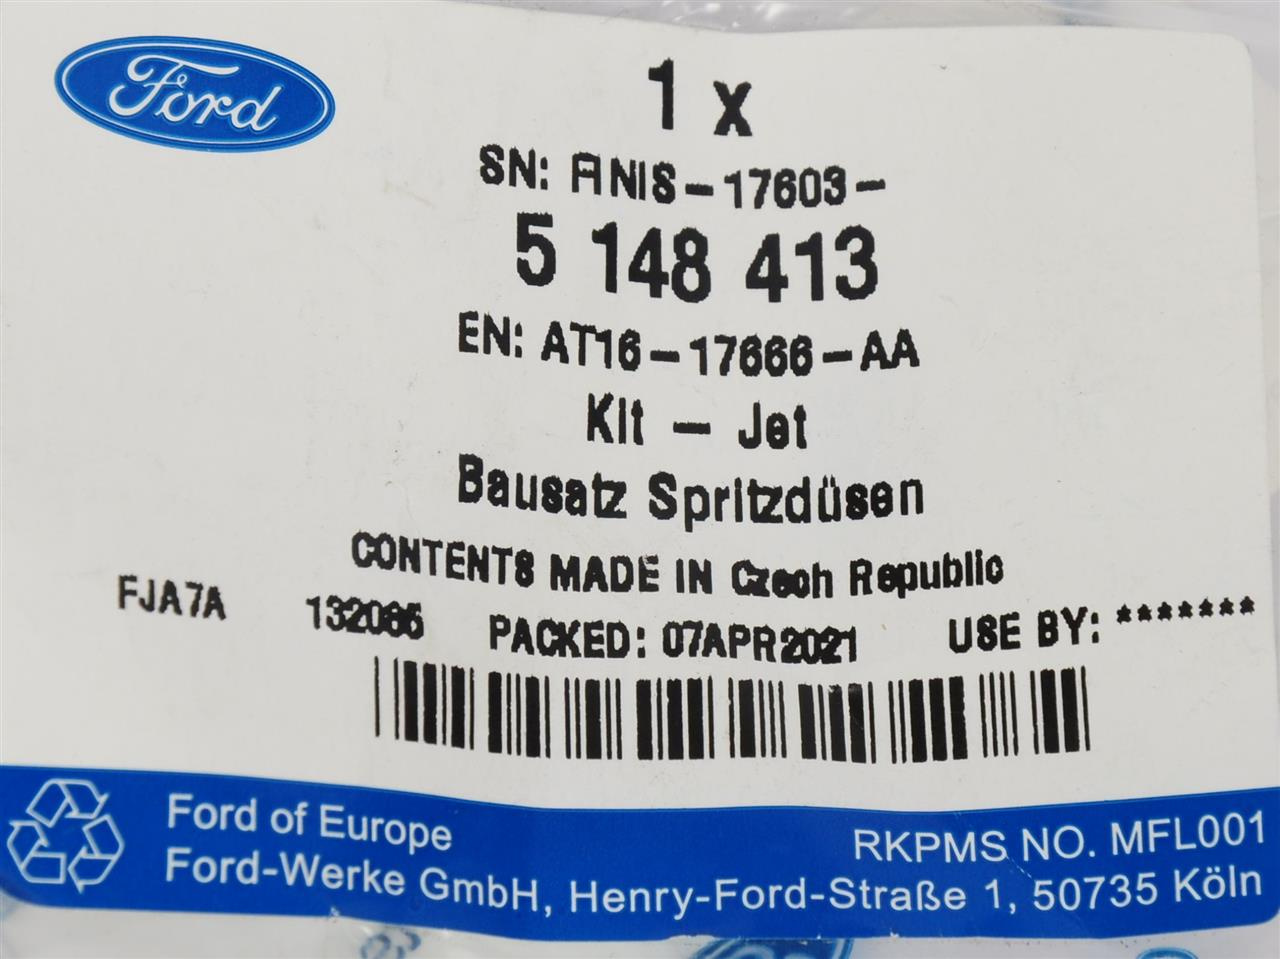 Ford
1 x
SN: FINIS-17603-
5 148 413
EN: AT16-17666-AA
Kit - Jet
Bausatz Spritzdüsen
CONTENTS MADE IN Czech Republic
FJA7A 132065 PACKED: 07APR2021 USE BY: *******
Ford of Europe
Ford-Werke GmbH, Henry-Ford-Straße 1, 50735 Köln
RKPMS NO. MFL001